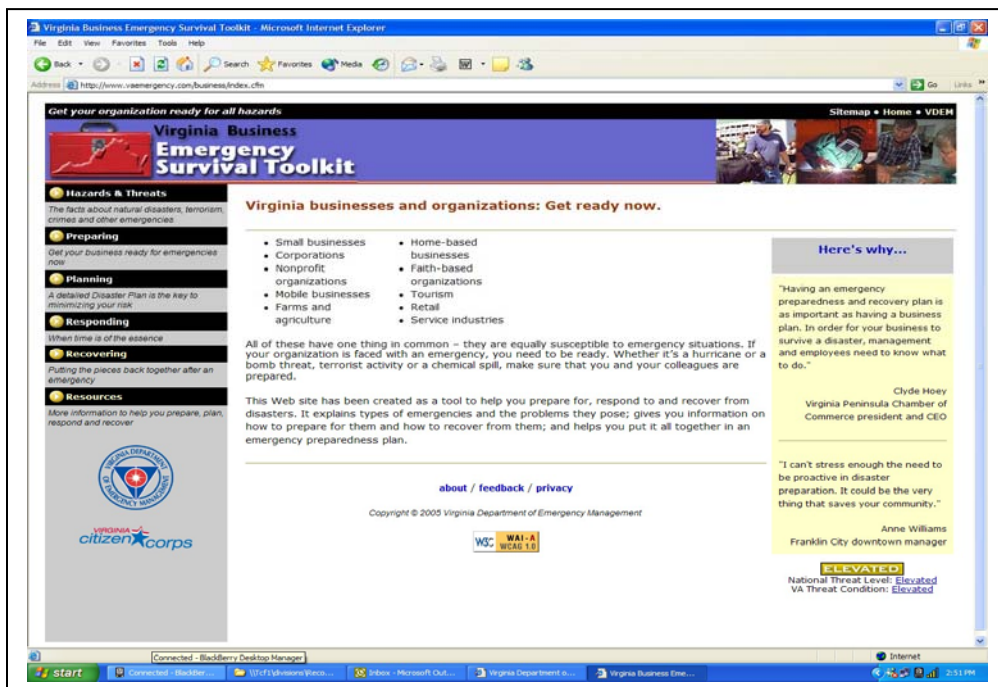 Virginia Business Emergency Survival Toolkit - Microsoft Internet Explorer
File Edit View Favorites Tools Help
Back Search Favorites Media
Address http://www.vaemergency.com/business/index.cfm Go Links »
Get your organization ready for all hazards
Sitemap • Home • VDEM
Virginia Business
Emergency
Survival Toolkit
Hazards & Threats
The facts about natural disasters, terrorism,
crimes and other emergencies
Preparing
Get your business ready for emergencies
now
Planning
A detailed Disaster Plan is the key to
minimizing your risk
Responding
When time is of the essence
Recovering
Putting the pieces back together after an
emergency
Resources
More information to help you prepare, plan,
respond and recover
VIRGINIA DEPARTMENT
OF EMERGENCY MANAGEMENT
VIRGINIA
citizen corps
Virginia businesses and organizations: Get ready now.
• Small businesses
• Corporations
• Nonprofit
organizations
• Mobile businesses
• Farms and
agriculture
• Home-based
businesses
• Faith-based
organizations
• Tourism
• Retail
• Service industries
All of these have one thing in common – they are equally susceptible to emergency situations. If
your organization is faced with an emergency, you need to be ready. Whether it's a hurricane or a
bomb threat, terrorist activity or a chemical spill, make sure that you and your colleagues are
prepared.
This Web site has been created as a tool to help you prepare for, respond to and recover from
disasters. It explains types of emergencies and the problems they pose; gives you information on
how to prepare for them and how to recover from them; and helps you put it all together in an
emergency preparedness plan.
about / feedback / privacy
Copyright © 2005 Virginia Department of Emergency Management
W3C WAI-A
WCAG 1.0
Here's why...
"Having an emergency
preparedness and recovery plan is
as important as having a business
plan. In order for your business to
survive a disaster, management
and employees need to know what
to do."
Clyde Hoey
Virginia Peninsula Chamber of
Commerce president and CEO
"I can't stress enough the need to
be proactive in disaster
preparation. It could be the very
thing that saves your community."
Anne Williams
Franklin City downtown manager
ELEVATED
National Threat Level: Elevated
VA Threat Condition: Elevated
Connected - BlackBerry Desktop Manager
Internet
start
Connected - BlackBer...
Inbox - Microsoft Out...
Virginia Department o...
Virginia Business Eme...
2:51 PM